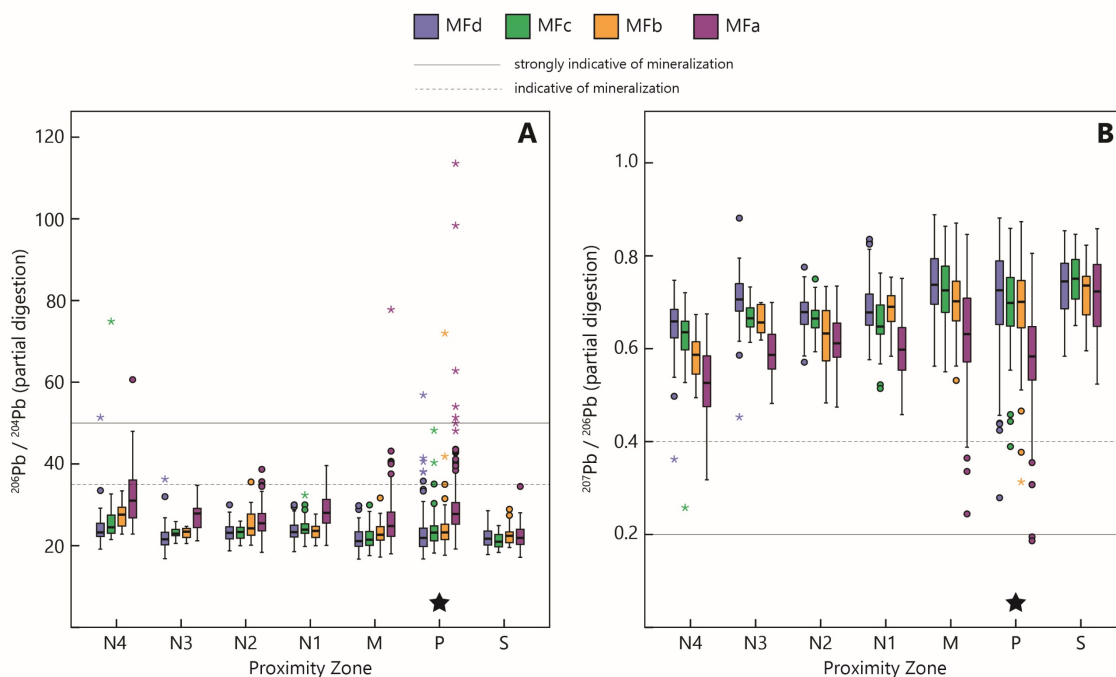 MFd MFc MFb MFa
strongly indicative of mineralization
indicative of mineralization
A
120
100
80
60
40
20
206Pb / 204Pb (partial digestion)
N4 N3 N2 N1 M P S
Proximity Zone
B
1.0
0.8
0.6
0.4
0.2
207Pb / 206Pb (partial digestion)
N4 N3 N2 N1 M P S
Proximity Zone